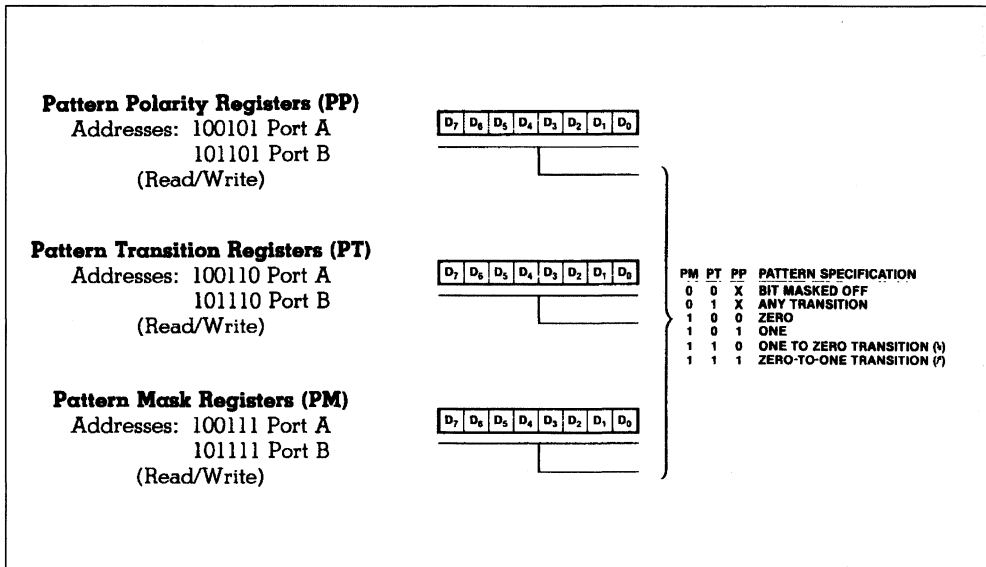 Pattern Polarity Registers (PP)
Addresses: 100101 Port A
101101 Port B
(Read/Write)
D7 D6 D5 D4 D3 D2 D1 D0
Pattern Transition Registers (PT)
Addresses: 100110 Port A
101110 Port B
(Read/Write)
D7 D6 D5 D4 D3 D2 D1 D0
Pattern Mask Registers (PM)
Addresses: 100111 Port A
101111 Port B
(Read/Write)
D7 D6 D5 D4 D3 D2 D1 D0
PM PT PP PATTERN SPECIFICATION
0 0 X BIT MASKED OFF
0 1 X ANY TRANSITION
1 0 0 ZERO
1 0 1 ONE
1 1 0 ONE TO ZERO TRANSITION
1 1 1 ZERO-TO-ONE TRANSITION